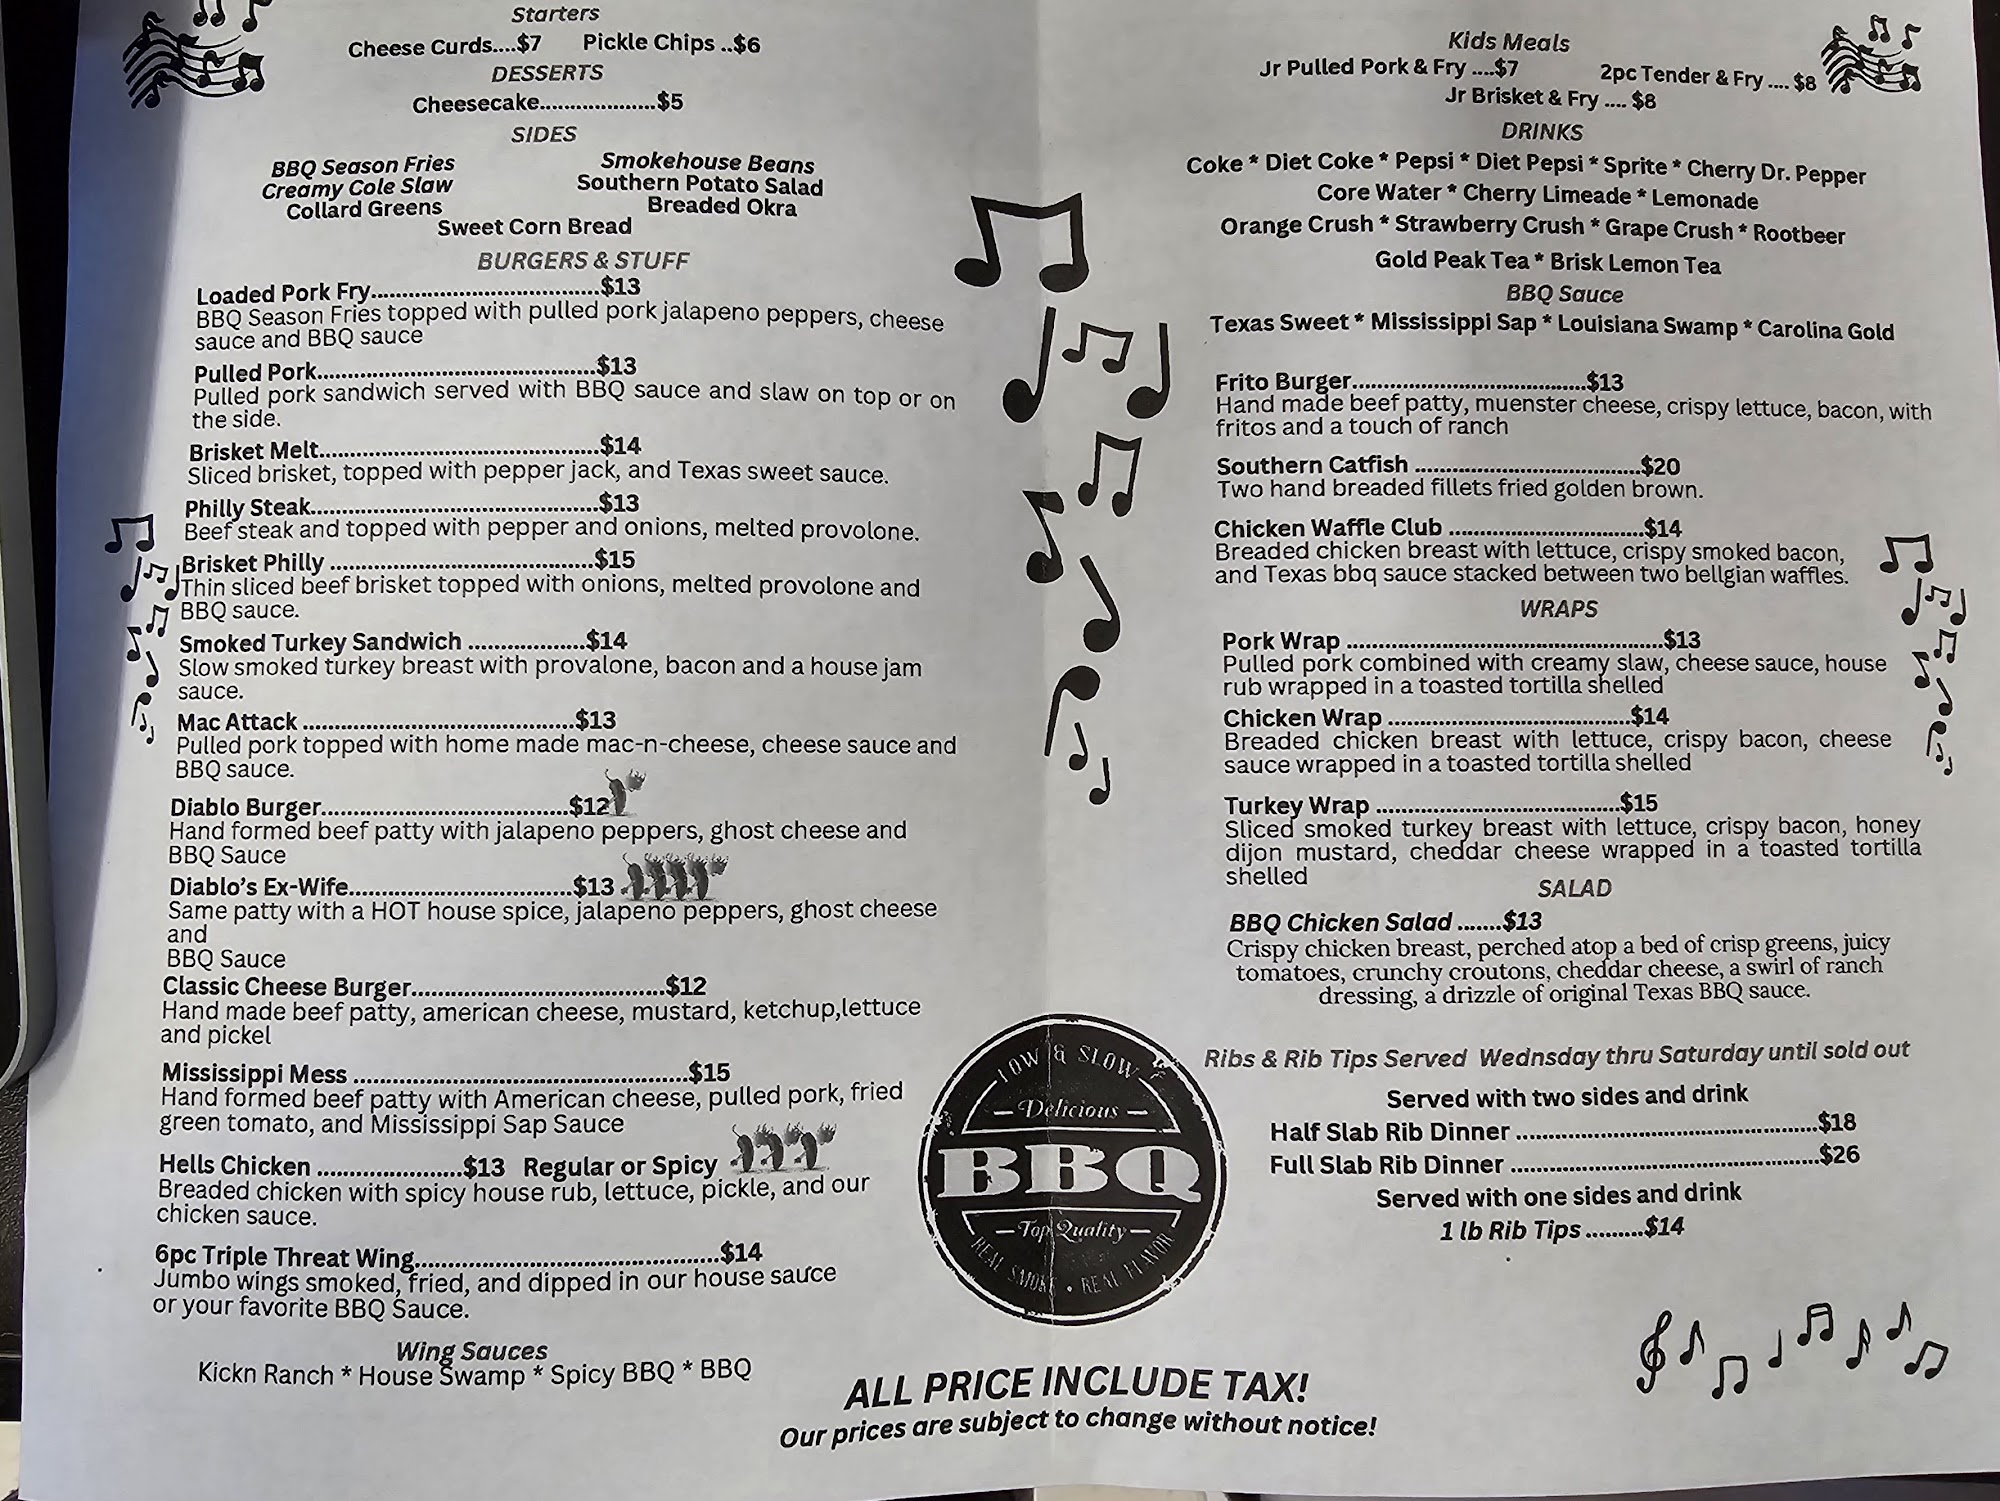 Starters
Cheese Curds....$7 Pickle Chips ..$6
DESSERTS
Cheesecake...................$5
SIDES
BBQ Season Fries Smokehouse Beans
Creamy Cole Slaw Southern Potato Salad
Collard Greens Breaded Okra
Sweet Corn Bread
BURGERS & STUFF
Loaded Pork Fry.....................................$13
BBQ Season Fries topped with pulled pork jalapeno peppers, cheese
sauce and BBQ sauce
Pulled Pork.............................................$13
Pulled pork sandwich served with BBQ sauce and slaw on top or on
the side.
Brisket Melt.............................................$14
Sliced brisket, topped with pepper jack, and Texas sweet sauce.
Philly Steak..............................................$13
Beef steak and topped with pepper and onions, melted provolone.
Brisket Philly ...........................................$15
Thin sliced beef brisket topped with onions, melted provolone and
BBQ sauce.
Smoked Turkey Sandwich ...................$14
Slow smoked turkey breast with provalone, bacon and a house jam
sauce.
Mac Attack ............................................$13
Pulled pork topped with home made mac-n-cheese, cheese sauce and
BBQ sauce.
Diablo Burger........................................$12
Hand formed beef patty with jalapeno peppers, ghost cheese and
BBQ Sauce
Diablo's Ex-Wife....................................$13
Same patty with a HOT house spice, jalapeno peppers, ghost cheese
and
BBQ Sauce
Classic Cheese Burger.........................................$12
Hand made beef patty, american cheese, mustard, ketchup,lettuce
and pickel
Mississippi Mess ......................................................$15
Hand formed beef patty with American cheese, pulled pork, fried
green tomato, and Mississippi Sap Sauce
Hells Chicken .......................$13 Regular or Spicy
Breaded chicken with spicy house rub, lettuce, pickle, and our
chicken sauce.
6pc Triple Threat Wing.................................................$14
Jumbo wings smoked, fried, and dipped in our house sauce
or your favorite BBQ Sauce.
Wing Sauces
Kickn Ranch * House Swamp * Spicy BBQ * BBQ
Kids Meals
Jr Pulled Pork & Fry ....$7 2pc Tender & Fry .... $8
Jr Brisket & Fry .... $8
DRINKS
Coke * Diet Coke * Pepsi * Diet Pepsi * Sprite * Cherry Dr. Pepper
Core Water * Cherry Limeade * Lemonade
Orange Crush * Strawberry Crush * Grape Crush * Rootbeer
Gold Peak Tea * Brisk Lemon Tea
BBQ Sauce
Texas Sweet * Mississippi Sap * Louisiana Swamp * Carolina Gold
Frito Burger......................................$13
Hand made beef patty, muenster cheese, crispy lettuce, bacon, with
fritos and a touch of ranch
Southern Catfish .....................................$20
Two hand breaded fillets fried golden brown.
Chicken Waffle Club ................................$14
Breaded chicken breast with lettuce, crispy smoked bacon,
and Texas bbq sauce stacked between two bellgian waffles.
WRAPS
Pork Wrap ....................................................$13
Pulled pork combined with creamy slaw, cheese sauce, house
rub wrapped in a toasted tortilla shelled
Chicken Wrap .......................................$14
Breaded chicken breast with lettuce, crispy bacon, cheese
sauce wrapped in a toasted tortilla shelled
Turkey Wrap ........................................$15
Sliced smoked turkey breast with lettuce, crispy bacon, honey
dijon mustard, cheddar cheese wrapped in a toasted tortilla
shelled
SALAD
BBQ Chicken Salad .......$13
Crispy chicken breast, perched atop a bed of crisp greens, juicy
tomatoes, crunchy croutons, cheddar cheese, a swirl of ranch
dressing, a drizzle of original Texas BBQ sauce.
Ribs & Rib Tips Served Wednsday thru Saturday until sold out
Served with two sides and drink
Half Slab Rib Dinner .................................................$18
Full Slab Rib Dinner ..................................................$26
Served with one sides and drink
1 lb Rib Tips .........$14
LOW & SLOW
Delicious
BBQ
Top Quality
REAL SMOKE • REAL FLAVOR
ALL PRICE INCLUDE TAX!
Our prices are subject to change without notice!